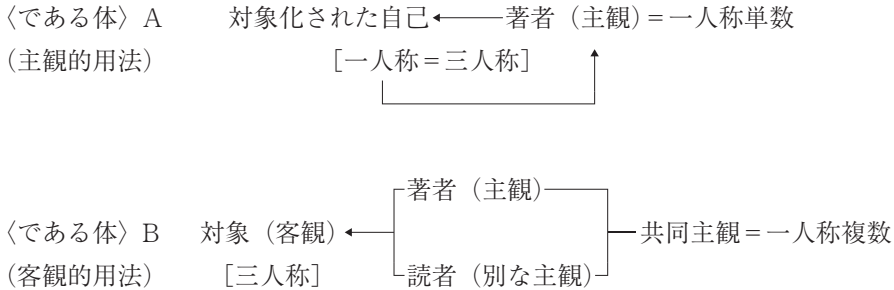 〈である体〉A 対象化された自己 著者（主観）＝一人称単数
（主観的用法） ［一人称＝三人称］
著者（主観）
〈である体〉B 対象（客観） 共同主観＝一人称複数
（客観的用法） ［三人称］ 読者（別な主観）